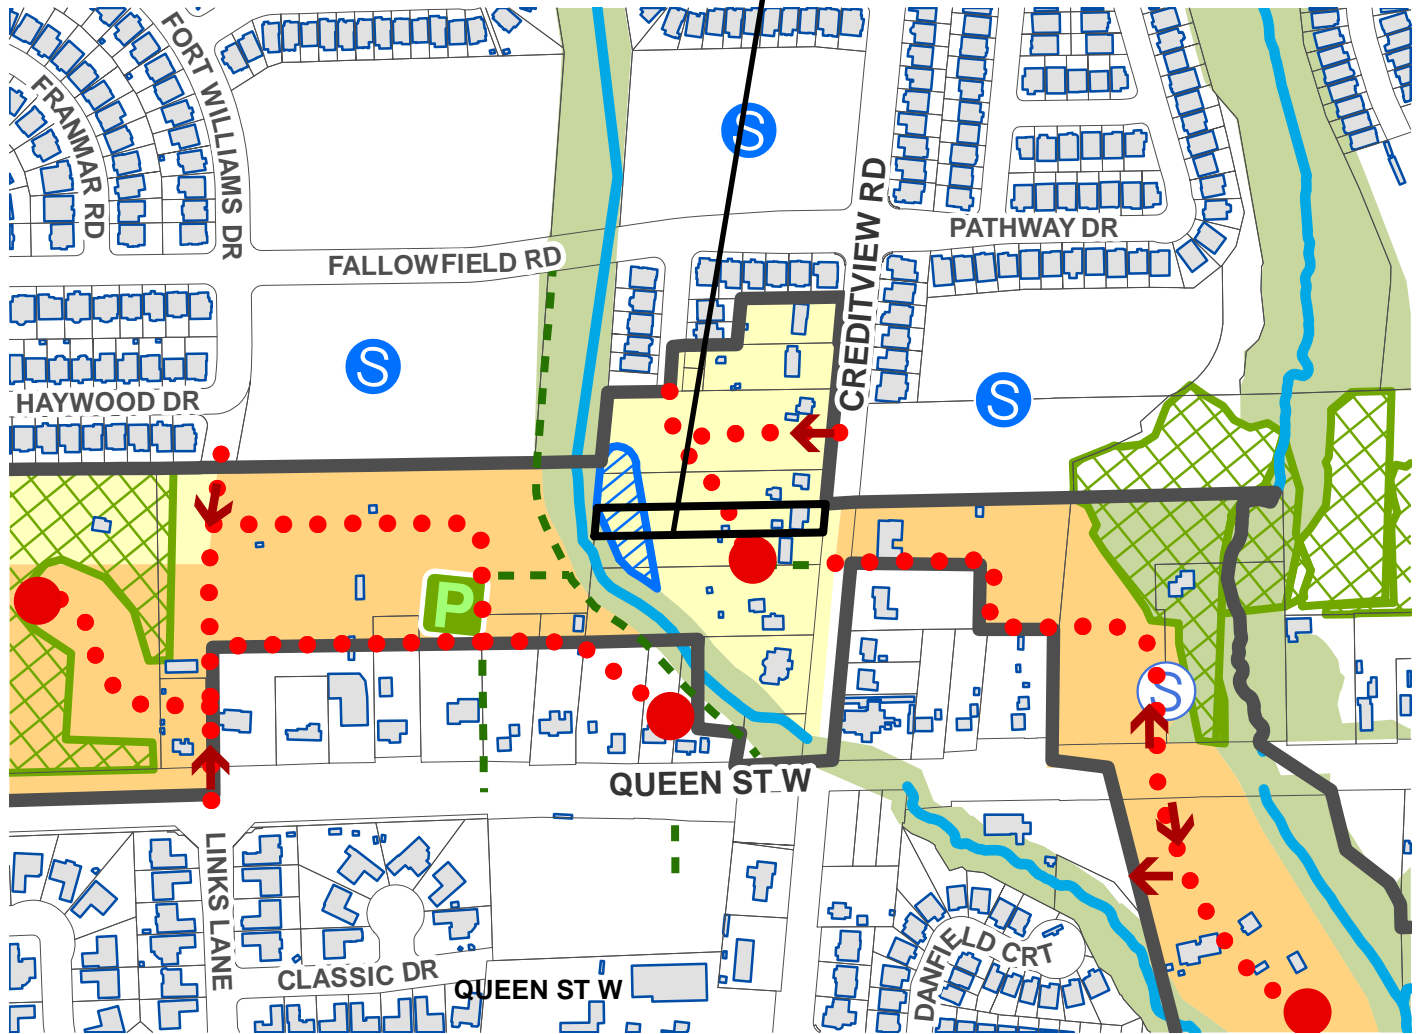 FORT WILLIAMS DR
FRANMAR RD
S
CREDITVIEW RD
PATHWAY DR
FALLOWFIELD RD
S
S
HAYWOOD DR
P
S
QUEEN ST W
LINKS LANE
CLASSIC DR
DANFIELD CRT
QUEEN ST W